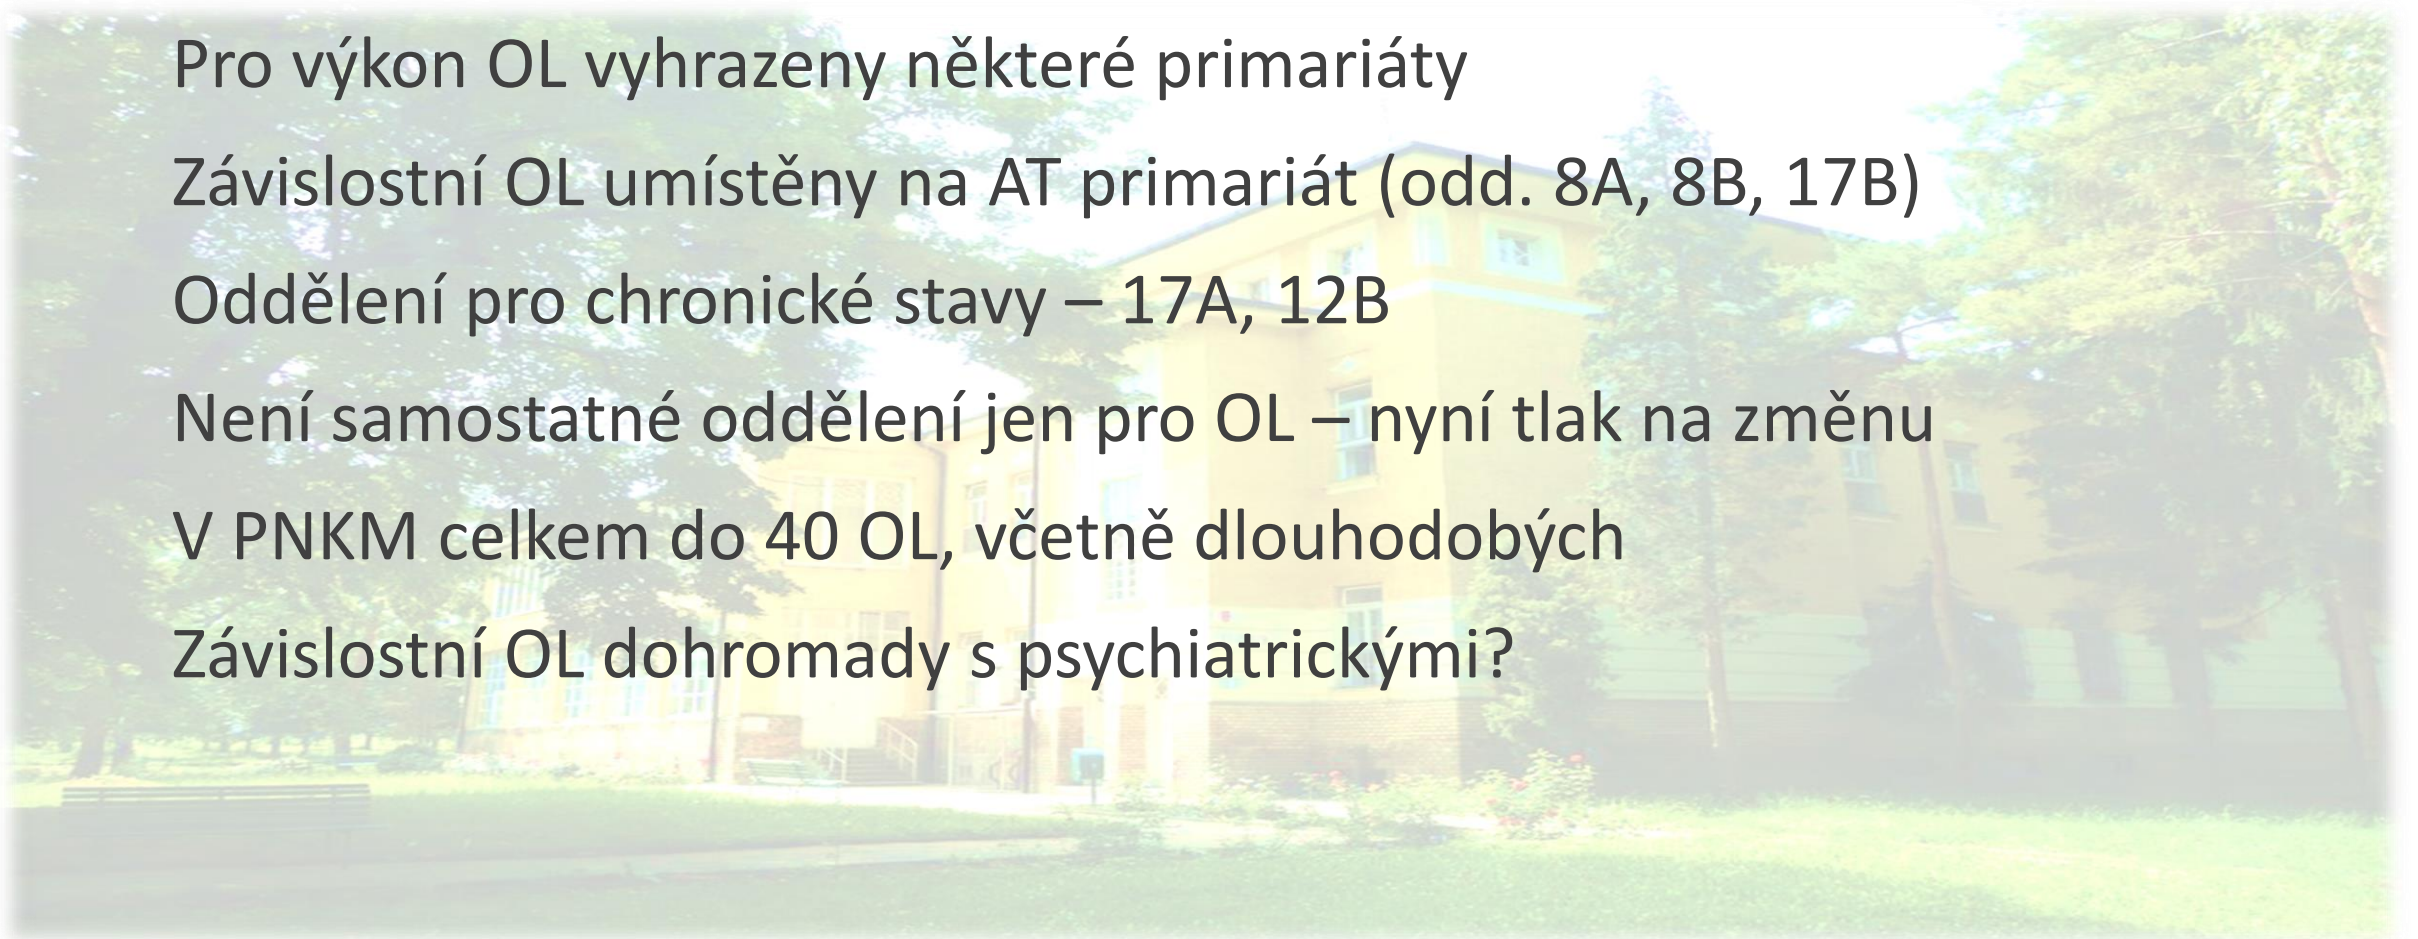 Pro výkon OL vyhrazeny některé primariáty
Závislostní OL umístěny na AT primariát (odd. 8A, 8B, 17B)
Oddělení pro chronické stavy – 17A, 12B
Není samostatné oddělení jen pro OL – nyní tlak na změnu
V PNKM celkem do 40 OL, včetně dlouhodobých
Závislostní OL dohromady s psychiatrickými?